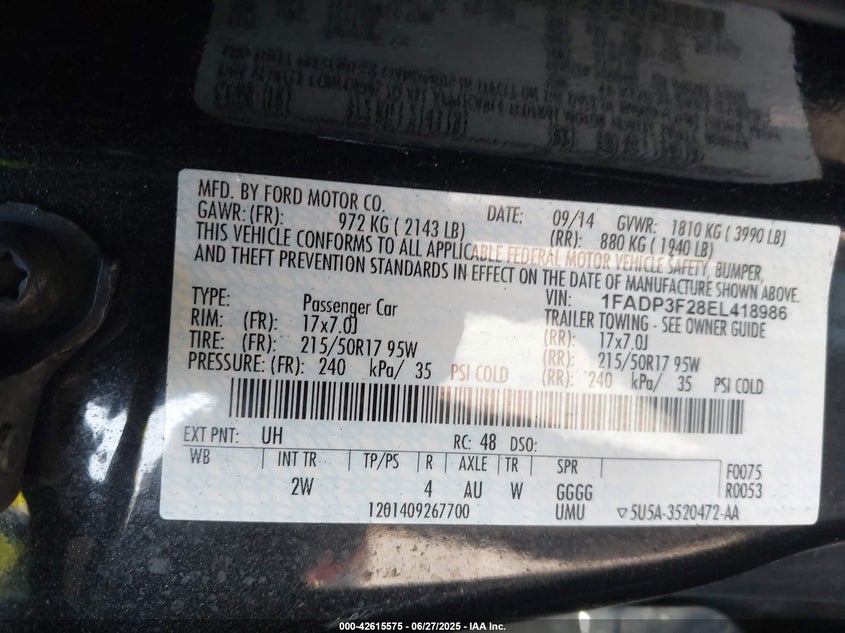 MFD. BY FORD MOTOR CO. DATE: 09/14 GVWR: 1810 KG ( 3990 LB)
GAWR: (FR): 972 KG ( 2143 LB) (RR): 880 KG ( 1940 LB)
THIS VEHICLE CONFORMS TO ALL APPLICABLE FEDERAL MOTOR VEHICLE SAFETY, BUMPER,
AND THEFT PREVENTION STANDARDS IN EFFECT ON THE DATE OF MANUFACTURE SHOWN ABOVE.
VIN: 1FADP3F28EL418986
TYPE: Passenger Car TRAILER TOWING - SEE OWNER GUIDE
RIM: (FR): 17x7.0J (RR): 17x7.0J
TIRE: (FR): 215/50R17 95W (RR): 215/50R17 95W
PRESSURE: (FR): 240 kPa/ 35 PSI COLD (RR): 240 kPa/ 35 PSI COLD
EXT PNT: UH RC: 48 DSO:
WB INT TR TP/PS R AXLE TR SPR F0075
2W 4 AU W GGGG R0053
1201409267700 UMU 5U5A-3520472-AA
000-42615575 - 06/27/2025 - IAA Inc.